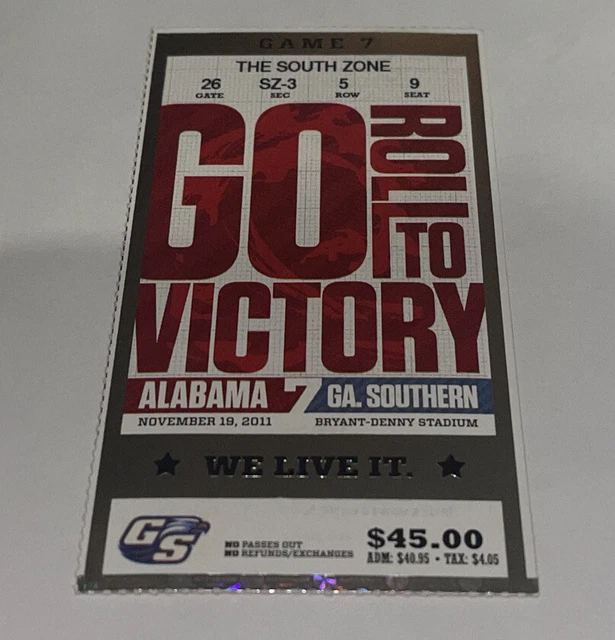 GAME 7
THE SOUTH ZONE
26 SZ-3 5 9
GATE SEC ROW SEAT
GO ROLL TO
VICTORY
ALABAMA 7 GA. SOUTHERN
NOVEMBER 19, 2011 BRYANT-DENNY STADIUM
WE LIVE IT.
GS
NO PASSES OUT
NO REFUNDS/EXCHANGES
$45.00
ADM: $40.95 • TAX: $4.05